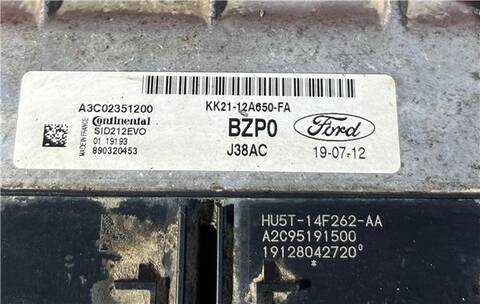 KK21-12A650-FA
A3C02351200
Continental
SID212EVO
MADE IN FRANCE
01 19193
890320453
BZP0
J38AC
Ford
19-07-12
HU5T-14F262-AA
A2C95191500
19128042720°
*